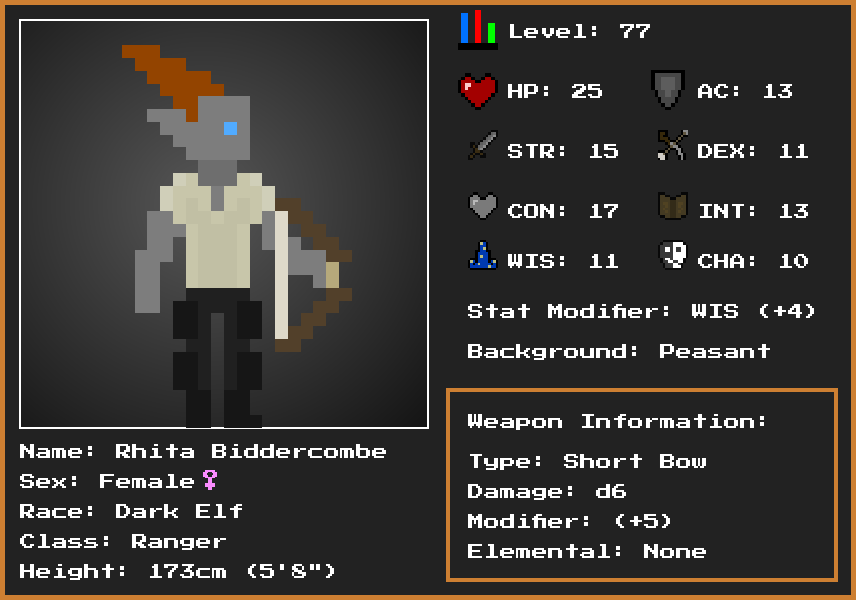 Level: 77
HP: 25 AC: 13
STR: 15 DEX: 11
CON: 17 INT: 13
WIS: 11 CHA: 10
Stat Modifier: WIS (+4)
Background: Peasant
Weapon Information:
Type: Short Bow
Damage: d6
Modifier: (+5)
Elemental: None
Name: Rhita Biddercombe
Sex: Female♀
Race: Dark Elf
Class: Ranger
Height: 173cm (5'8")